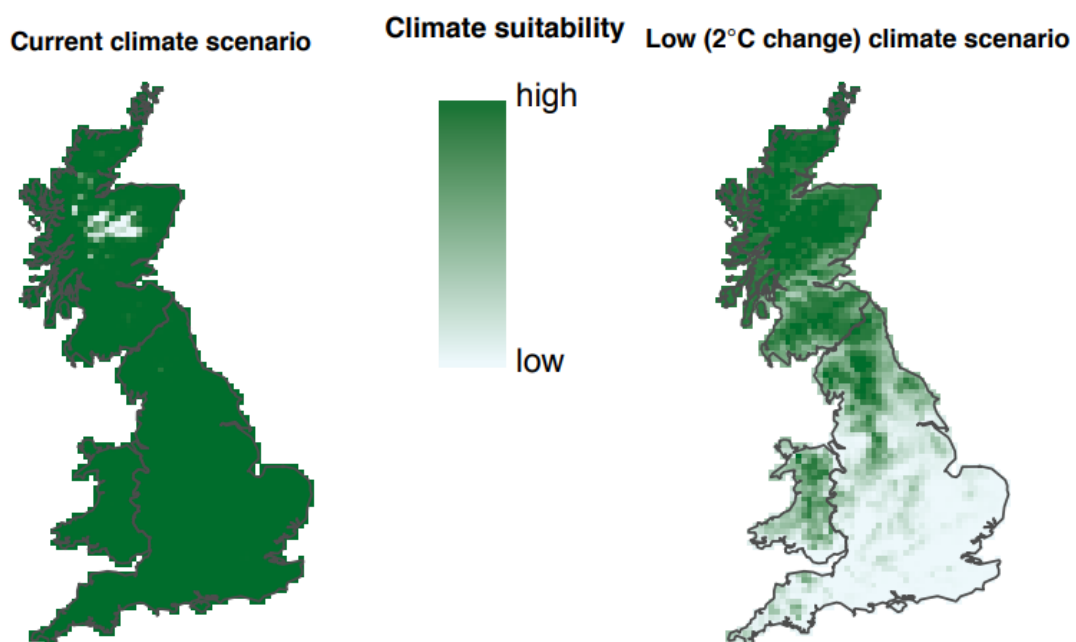 Current climate scenario
Climate suitability
Low (2°C change) climate scenario
high
low